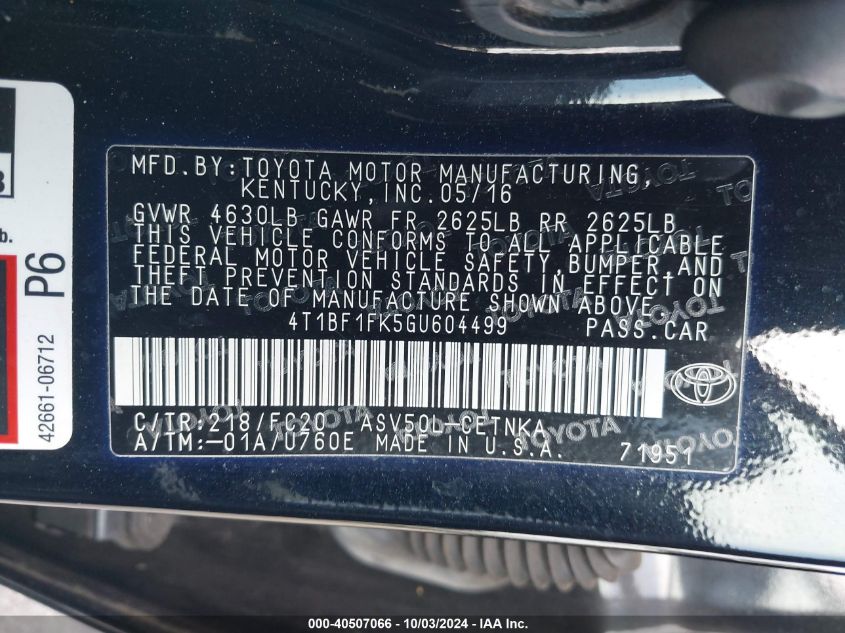 MFD.BY:TOYOTA MOTOR MANUFACTURING,
KENTUCKY,INC.05/16
GVWR 4630LB GAWR FR 2625LB RR 2625LB
THIS VEHICLE CONFORMS TO ALL APPLICABLE
FEDERAL MOTOR VEHICLE SAFETY,BUMPER,AND
THEFT PREVENTION STANDARDS IN EFFECT ON
THE DATE OF MANUFACTURE SHOWN ABOVE.
4T1BF1FK5GU604499 PASS.CAR
C/TR:218/FC20 ASV50L-CETNKA
A/TM:-01A/U760E MADE IN U.S.A. 71951
b.
P6
42661-06712
000-40507066 - 10/03/2024 - IAA Inc.